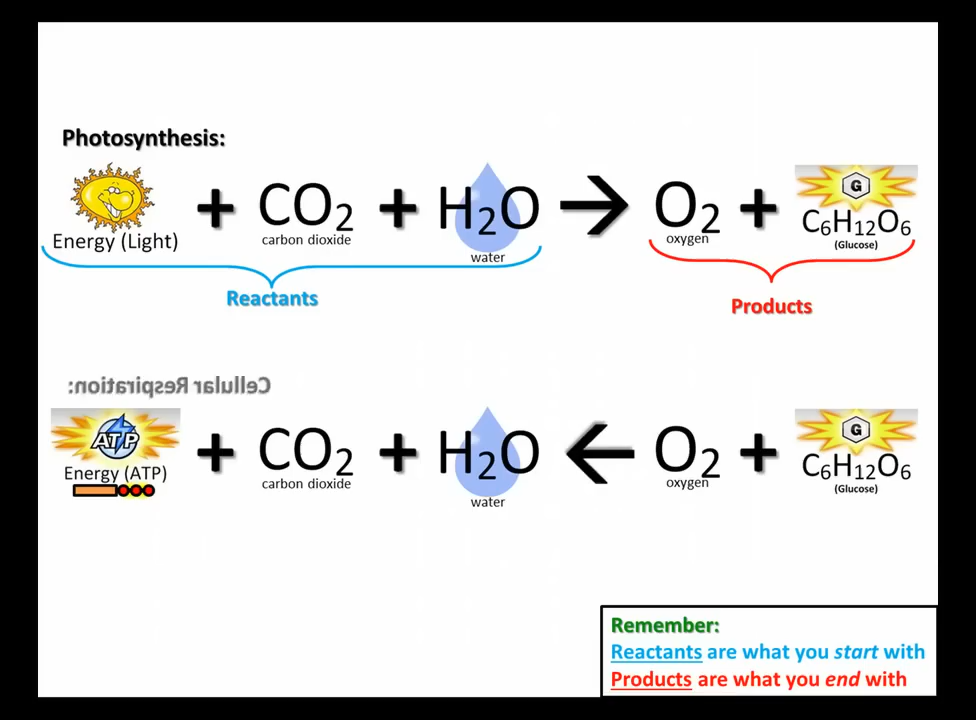 Photosynthesis:
+ CO₂ + H₂O → O₂ + G
C₆H₁₂O₆
Energy (Light) carbon dioxide water oxygen (Glucose)
Reactants
Products
Cellular Respiration:
ATP + CO₂ + H₂O ← O₂ + G
C₆H₁₂O₆
Energy (ATP) carbon dioxide water oxygen (Glucose)
Remember:
Reactants are what you start with
Products are what you end with